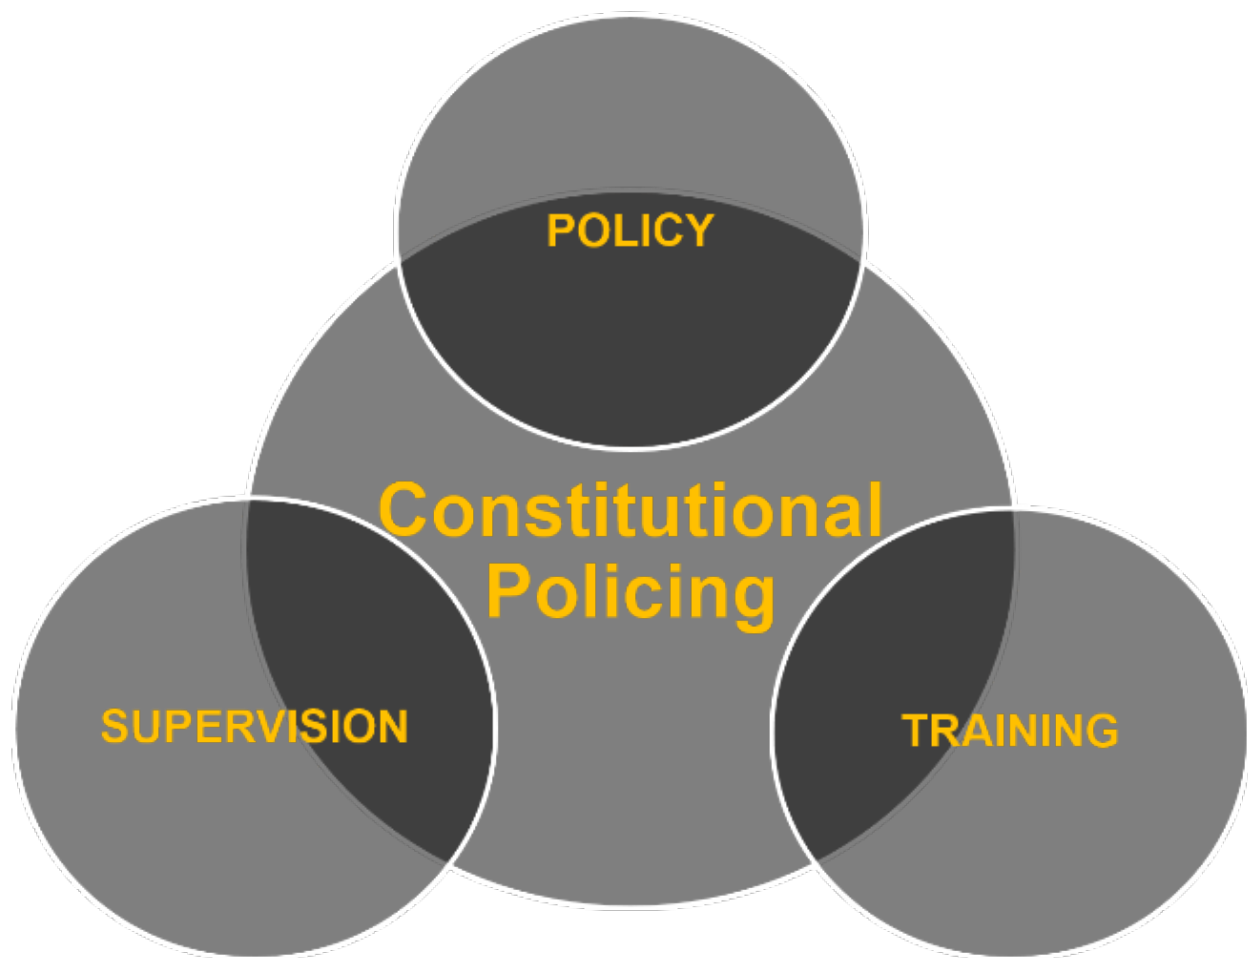 POLICY
Constitutional
Policing
SUPERVISION
TRAINING